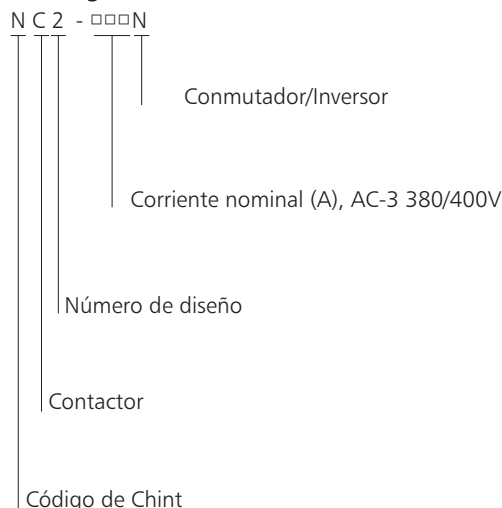 N C 2 - □□□ N
Conmutador/Inversor
Corriente nominal (A), AC-3 380/400V
Número de diseño
Contactor
Código de Chint